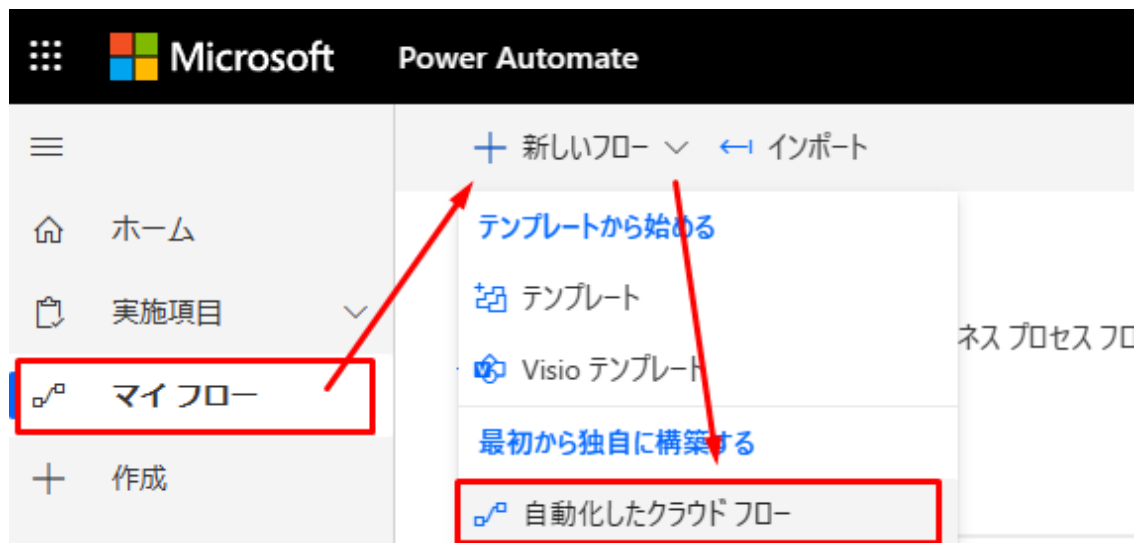 Microsoft Power Automate
新しいフロー インポート
ホーム
実施項目
マイ フロー
作成
テンプレートから始める
テンプレート
Visio テンプレート
最初から独自に構築する
自動化したクラウド フロー
ネス プロセス フロ